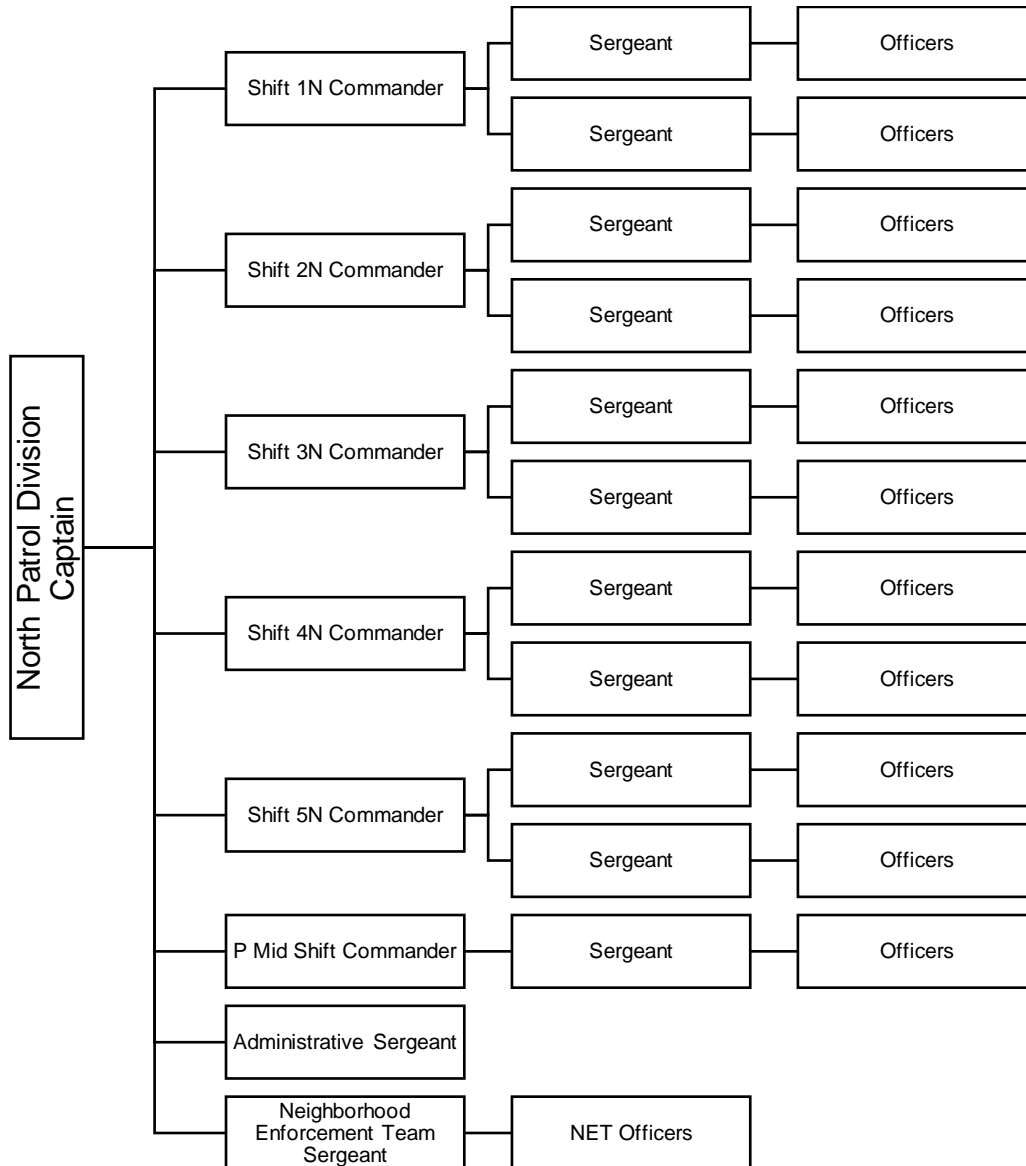 North Patrol Division
Captain
Shift 1N Commander
Sergeant
Officers
Sergeant
Officers
Shift 2N Commander
Sergeant
Officers
Sergeant
Officers
Shift 3N Commander
Sergeant
Officers
Sergeant
Officers
Shift 4N Commander
Sergeant
Officers
Sergeant
Officers
Shift 5N Commander
Sergeant
Officers
Sergeant
Officers
P Mid Shift Commander
Sergeant
Officers
Administrative Sergeant
Neighborhood
Enforcement Team
Sergeant
NET Officers